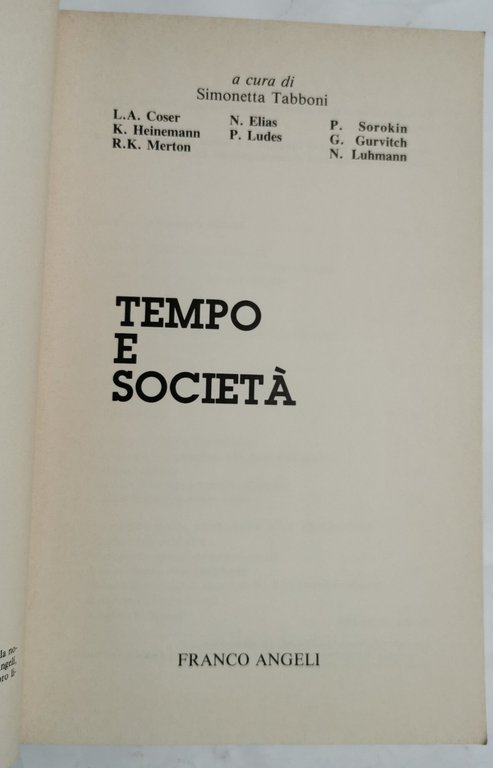 a cura di
Simonetta Tabboni
L.A. Coser
K. Heinemann
R.K. Merton
N. Elias
P. Ludes
P. Sorokin
G. Gurvitch
N. Luhmann
TEMPO
E
SOCIETÀ
FRANCO ANGELI